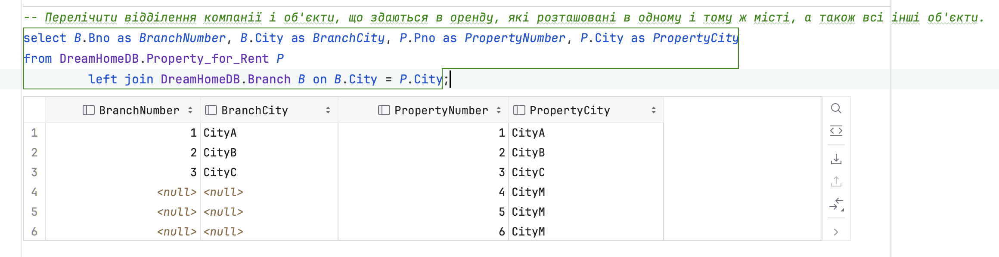 -- Перелічити відділення компанії і об'єкти, що здаються в оренду, які розташовані в одному і тому ж місті, а також всі інші об'єкти.
select B.Bno as BranchNumber, B.City as BranchCity, P.Pno as PropertyNumber, P.City as PropertyCity
from DreamHomeDB.Property_for_Rent P
left join DreamHomeDB.Branch B on B.City = P.City;
BranchNumber BranchCity PropertyNumber PropertyCity
1 1 CityA 1 CityA
2 2 CityB 2 CityB
3 3 CityC 3 CityC
4 <null> <null> 4 CityM
5 <null> <null> 5 CityM
6 <null> <null> 6 CityM